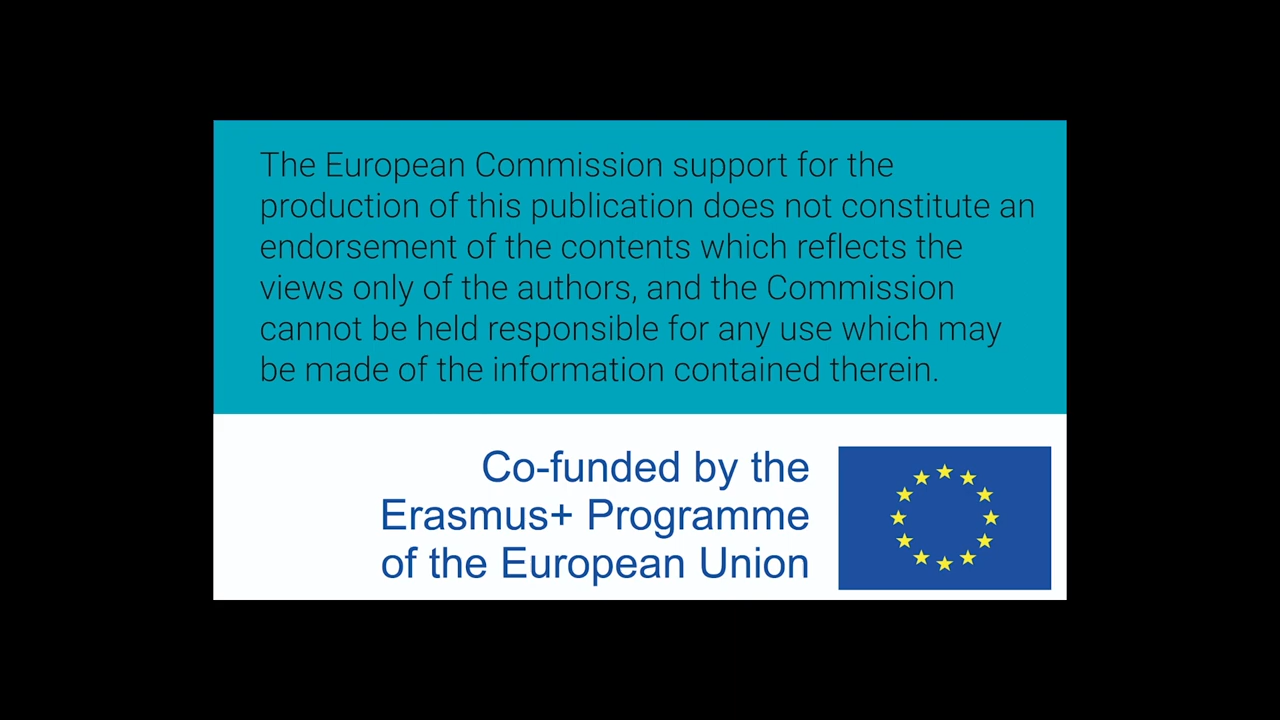 The European Commission support for the
production of this publication does not constitute an
endorsement of the contents which reflects the
views only of the authors, and the Commission
cannot be held responsible for any use which may
be made of the information contained therein.
Co-funded by the
Erasmus+ Programme
of the European Union